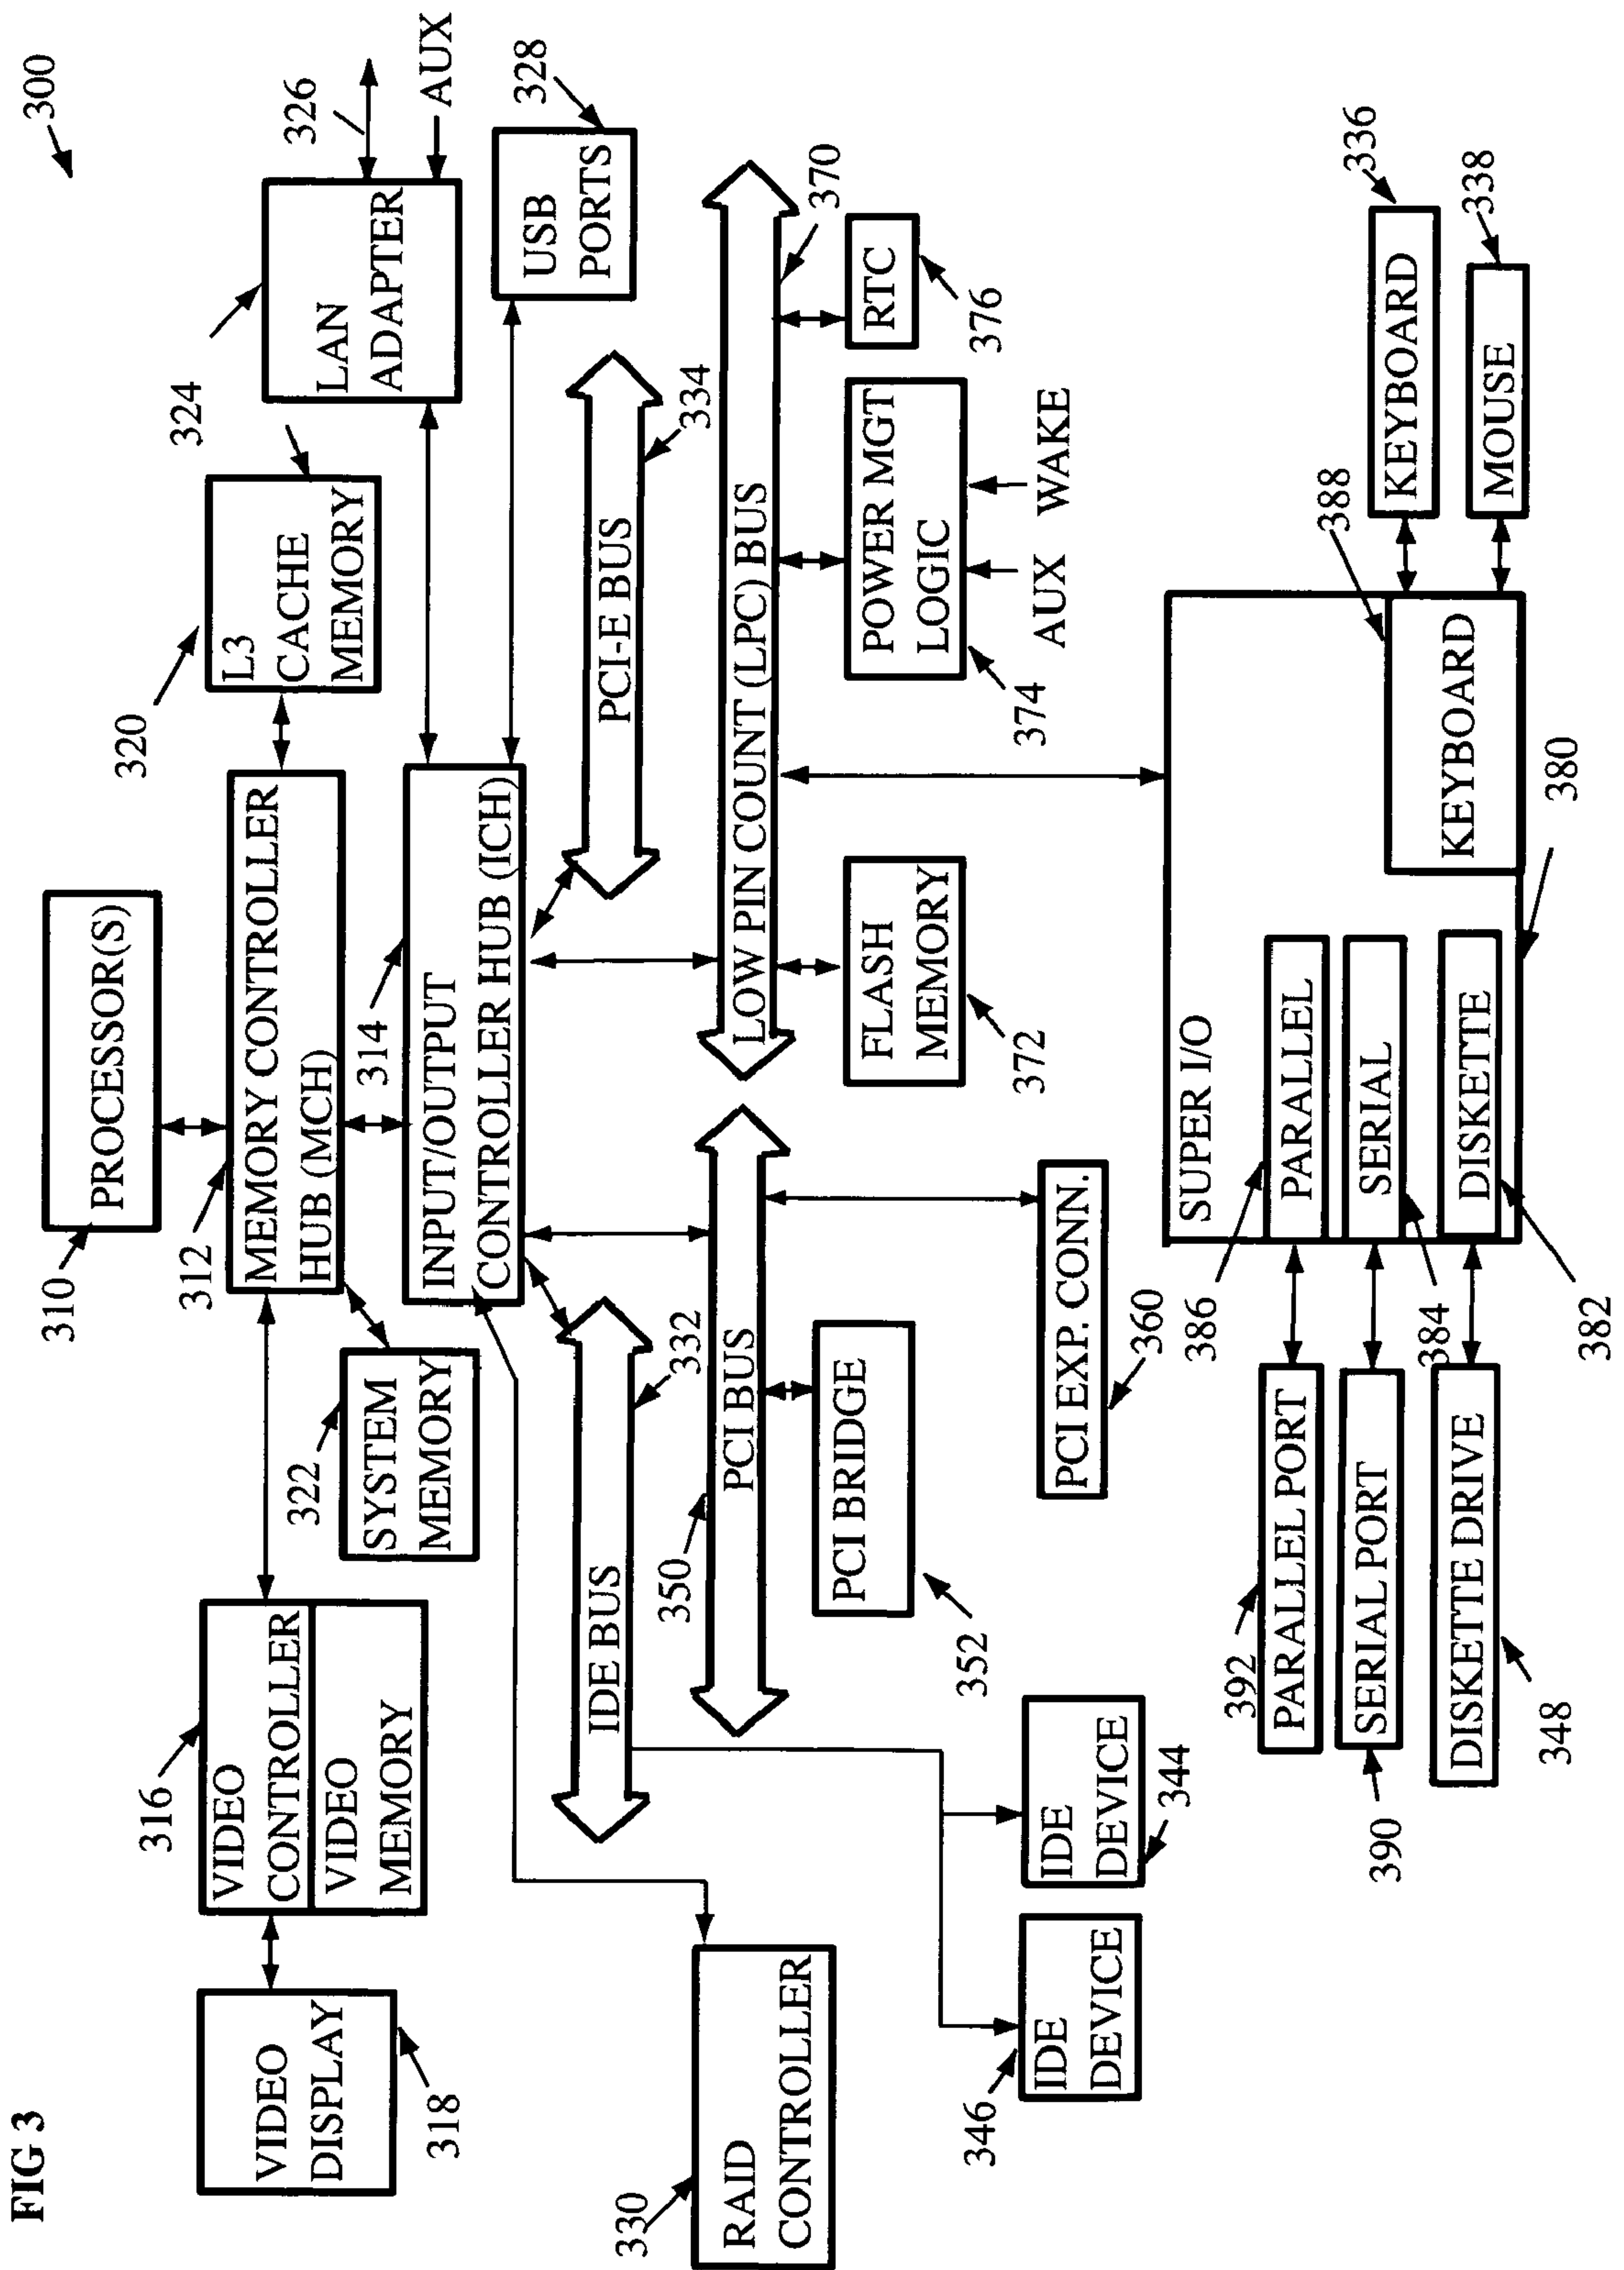 FIG 3
300
310
PROCESSOR(S)
312
MEMORY CONTROLLER
HUB (MCH)
320
L3
CACHE
MEMORY
324
LAN
ADAPTER
326
AUX
316
VIDEO
CONTROLLER
VIDEO
MEMORY
VIDEO
DISPLAY
318
322
SYSTEM
MEMORY
314
INPUT/OUTPUT
CONTROLLER HUB (ICH)
USB
PORTS
328
IDE BUS
332
PCI-E BUS
334
330
RAID
CONTROLLER
350
PCI BUS
LOW PIN COUNT (LPC) BUS
370
PCI BRIDGE
352
FLASH
MEMORY
372
POWER MGT
LOGIC
374
AUX
WAKE
RTC
376
346
IDE
DEVICE
IDE
DEVICE
344
PCI EXP. CONN.
360
SUPER I/O
386
PARALLEL
SERIAL
384
DISKETTE
382
388
KEYBOARD
380
KEYBOARD
336
MOUSE
338
392
PARALLEL PORT
SERIAL PORT
390
DISKETTE DRIVE
348